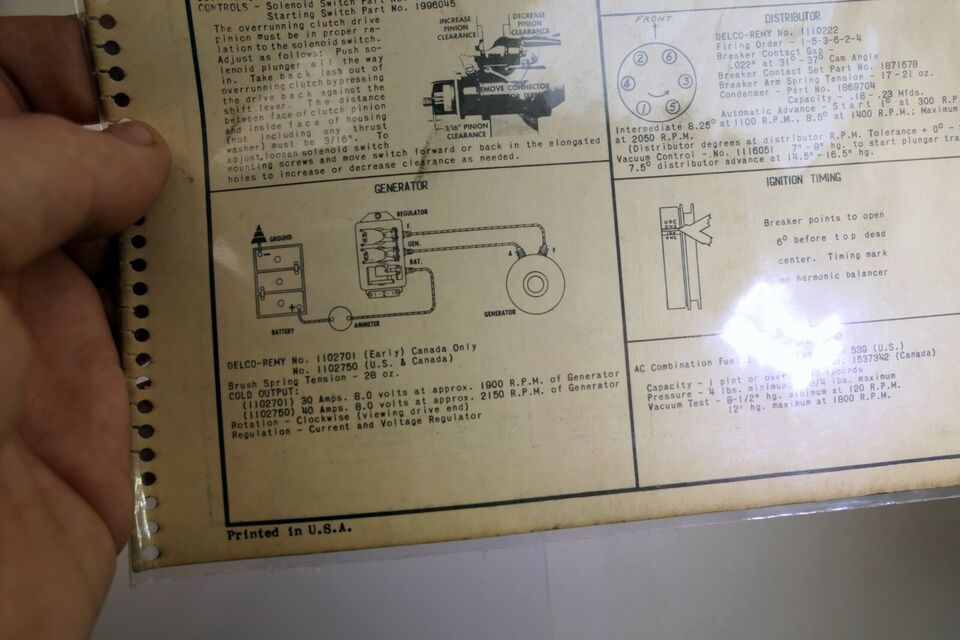 CONTROLS - Solenoid Switch Part No.
Starting Switch Part No. 1996045
The overrunning clutch drive
pinion must be in proper re-
lation to the solenoid switch.
Adjust as follows: Push so-
lenoid plunger all the way
in. Take back lash out of
overrunning clutch by pressing
the drive back against the
shift lever. The distance
between face of clutch pinion
and inside face of housing
(not including any thrust
washer) must be 3/16". To
adjust, loosen solenoid switch
mounting screws and move switch forward or back in the elongated
holes to increase or decrease clearance as needed.
INCREASE
PINION
CLEARANCE
DECREASE
PINION
CLEARANCE
REMOVE CONNECTOR
3/16" PINION
CLEARANCE
GENERATOR
REGULATOR
GROUND
F
GEN.
BAT.
A
F
GENERATOR
BATTERY
AMMETER
DELCO-REMY No. 1102701 (Early) Canada Only
No. 1102750 (U.S. & Canada)
Brush Spring Tension - 28 oz.
COLD OUTPUT:
(1102701) 30 Amps. 8.0 volts at approx. 1900 R.P.M. of Generator
(1102750) 40 Amps. 8.0 volts at approx. 2150 R.P.M. of Generator
Rotation - Clockwise (viewing drive end)
Regulation - Current and Voltage Regulator
FRONT
2
6
4
3
1
5
DISTRIBUTOR
DELCO-REMY No. 1110222
Firing Order - 1-5-3-6-2-4
Breaker Contact Gap -
.022" at 31° - 37° Cam Angle
Breaker Contact Set Part No. 1871678
Breaker Arm Spring Tension - 17-21 oz.
Condenser - Part No. 1869704
Capacity - .18 - .23 Mfds.
Automatic Advance - Start 1° at 300 R.P.
Intermediate 8.25° at 1100 R.P.M., 8.5° at 1400 R.P.M.; Maximum
at 2050 R.P.M.
(Distributor degrees at distributor R.P.M. Tolerance + 0° -
Vacuum Control - No. 1116051 7" - 9" hg. to start plunger tra
7.5° distributor advance at 14.5" - 16.5" hg.
IGNITION TIMING
UDC
Breaker points to open
6° before top dead
center. Timing mark
on harmonic balancer
539 (U.S.)
AC Combination No. 1537342 (Canada)
Capacity - 1 pint or over seconds
Pressure - 4 lbs. minimum, 3/4 lbs. maximum
Vacuum Test - 8-1/2" hg. minimum at 120 R.P.M.
12" hg. maximum at 1800 R.P.M.
Printed in U.S.A.